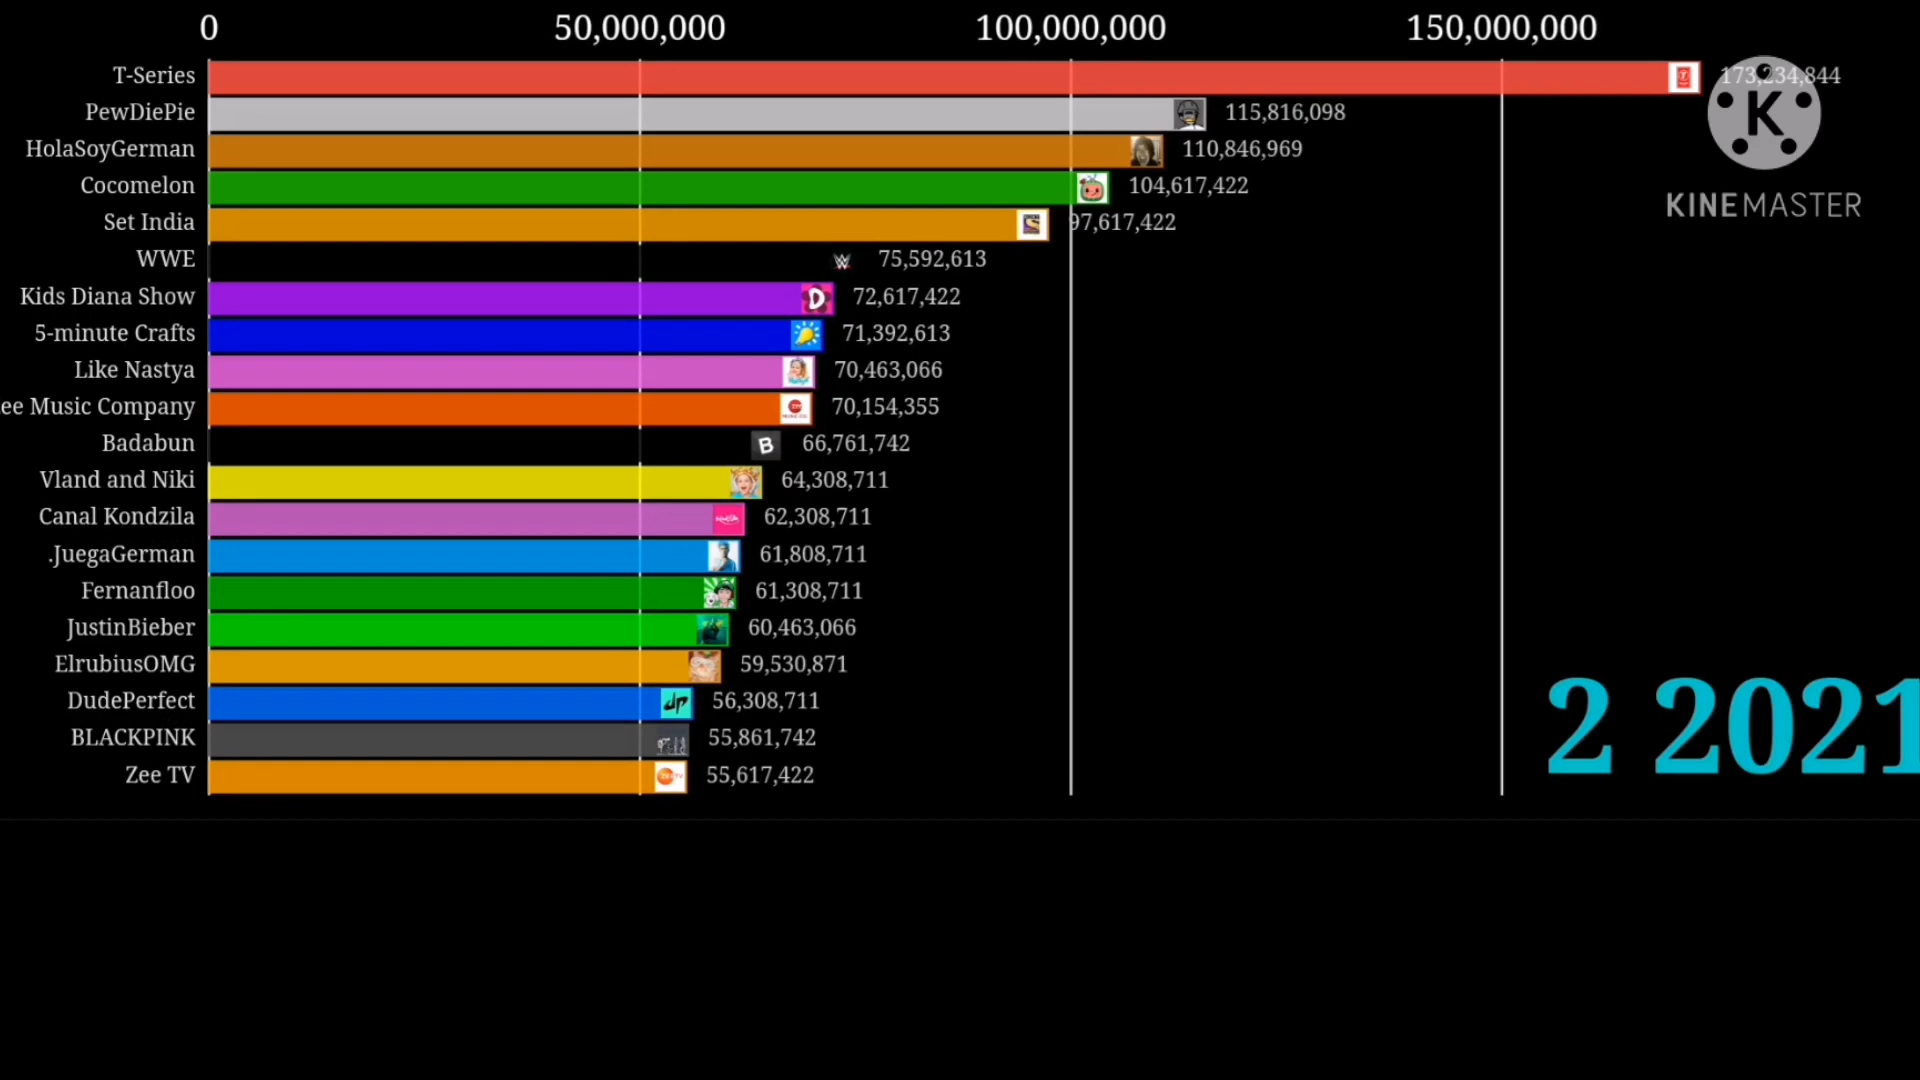 0 50,000,000 100,000,000 150,000,000
T-Series 173,234,844
PewDiePie 115,816,098
HolaSoyGerman 110,846,969
Cocomelon 104,617,422
Set India 97,617,422
WWE 75,592,613
Kids Diana Show 72,617,422
5-minute Crafts 71,392,613
Like Nastya 70,463,066
ee Music Company 70,154,355
Badabun 66,761,742
Vland and Niki 64,308,711
Canal Kondzila 62,308,711
.JuegaGerman 61,808,711
Fernanfloo 61,308,711
JustinBieber 60,463,066
ElrubiusOMG 59,530,871
DudePerfect 56,308,711
BLACKPINK 55,861,742
Zee TV 55,617,422
K
KINEMASTER
2 2021